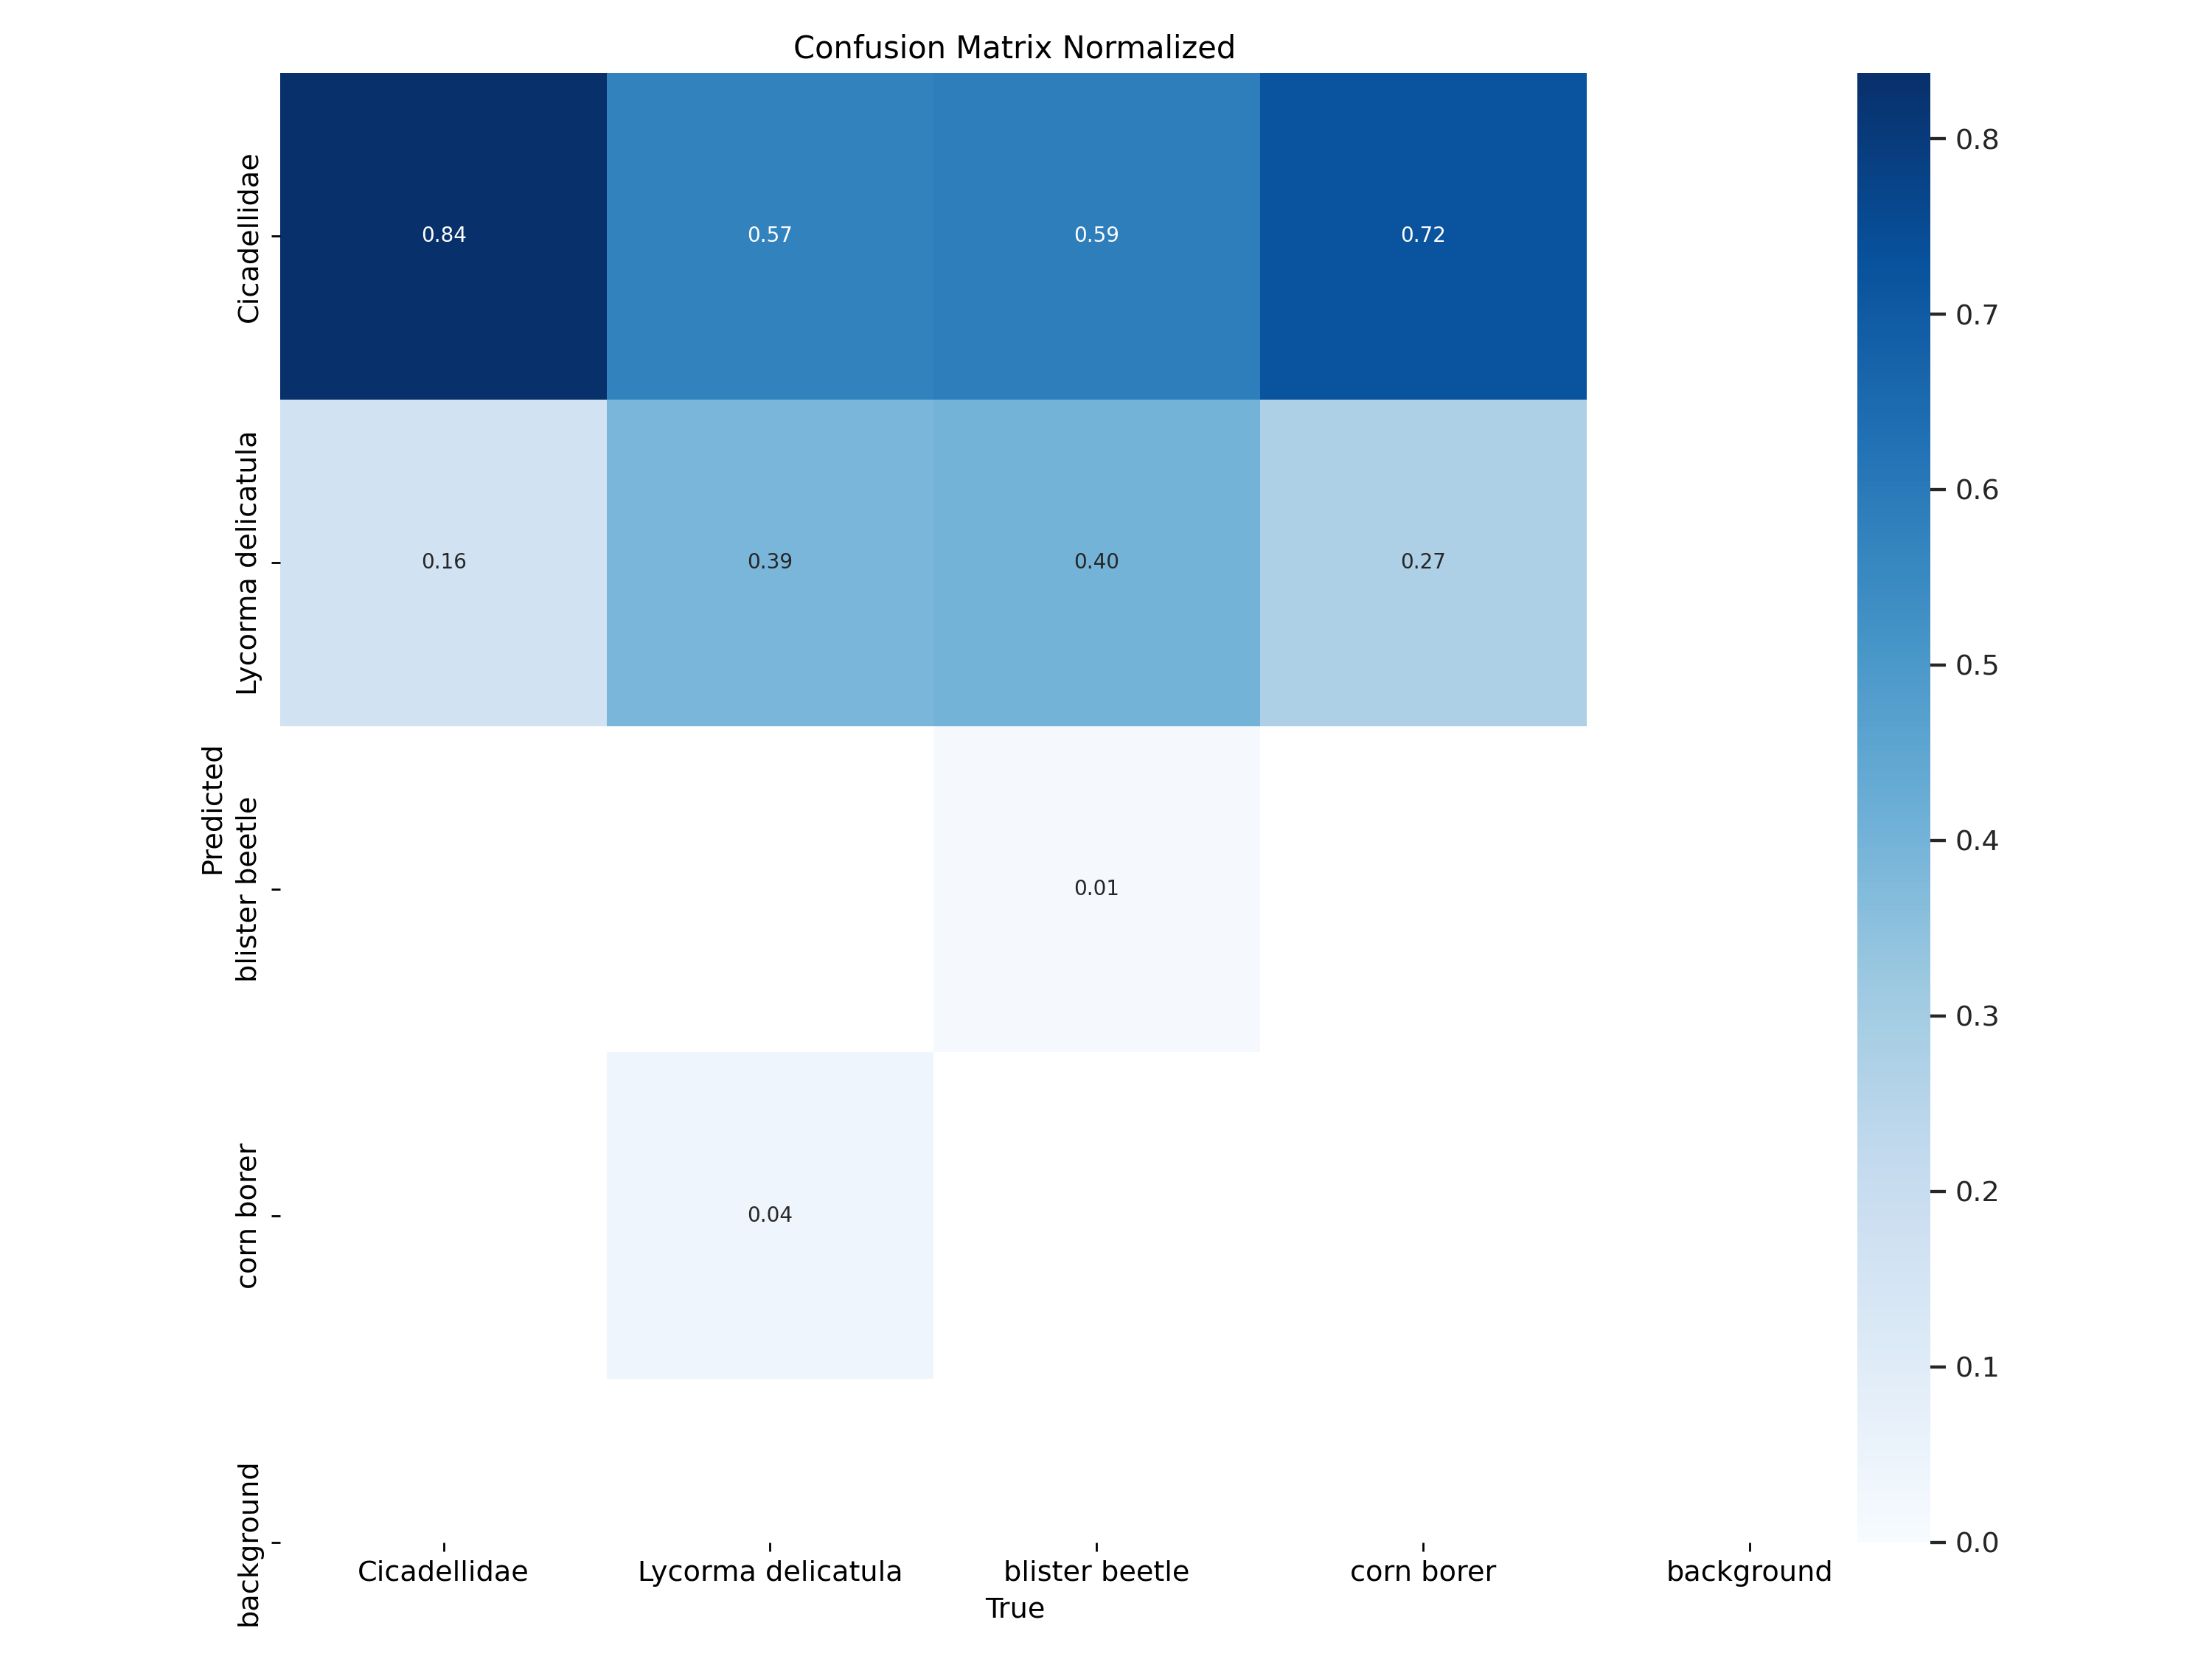 Confusion Matrix Normalized
Cicadellidae
0.84 0.57 0.59 0.72
Lycorma delicatula
0.16 0.39 0.40 0.27
blister beetle
0.01
corn borer
0.04
background
Predicted
Cicadellidae Lycorma delicatula blister beetle corn borer background
True
0.8
0.7
0.6
0.5
0.4
0.3
0.2
0.1
0.0